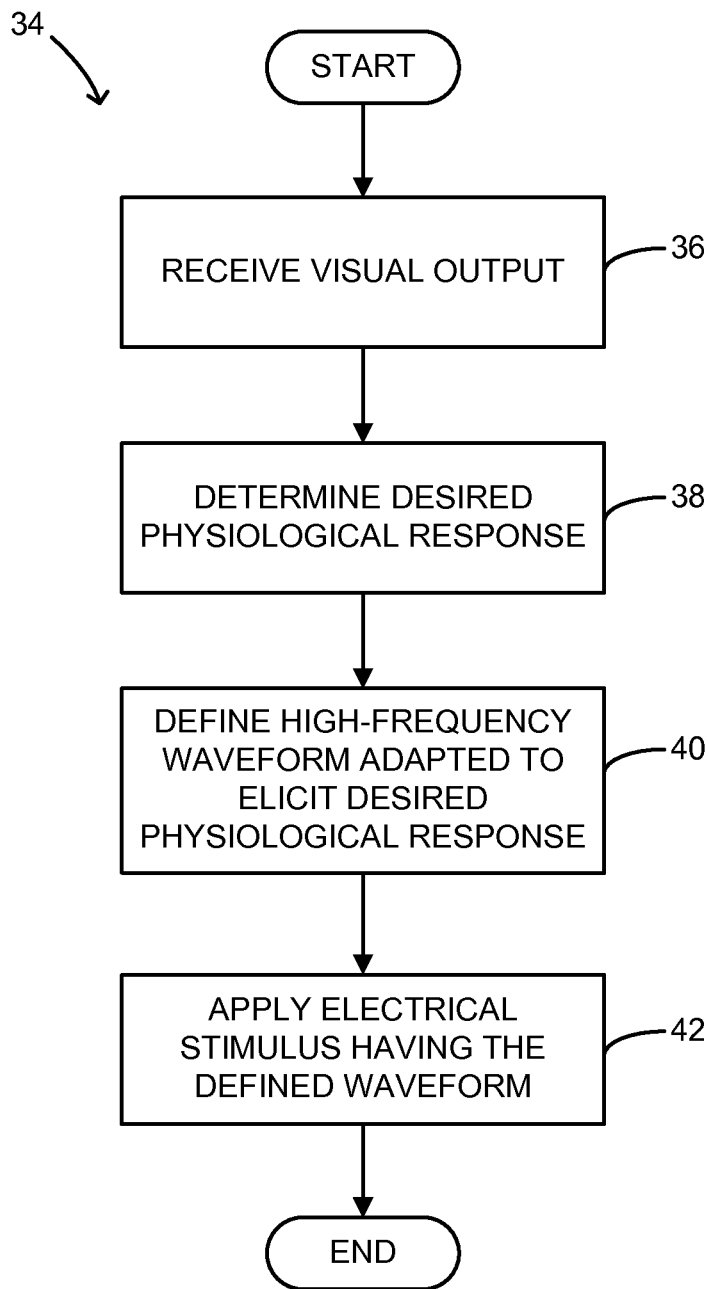 34
START
RECEIVE VISUAL OUTPUT
36
DETERMINE DESIRED
PHYSIOLOGICAL RESPONSE
38
DEFINE HIGH-FREQUENCY
WAVEFORM ADAPTED TO
ELICIT DESIRED
PHYSIOLOGICAL RESPONSE
40
APPLY ELECTRICAL
STIMULUS HAVING THE
DEFINED WAVEFORM
42
END